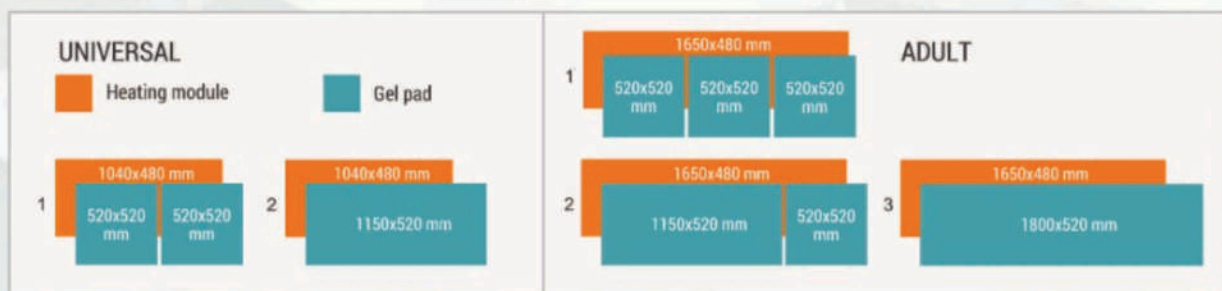 UNIVERSAL
Heating module
Gel pad
1
1040x480 mm
520x520
mm
520x520
mm
2
1040x480 mm
1150x520 mm
ADULT
1
1650x480 mm
520x520
mm
520x520
mm
520x520
mm
2
1650x480 mm
1150x520 mm
520x520
mm
3
1650x480 mm
1800x520 mm